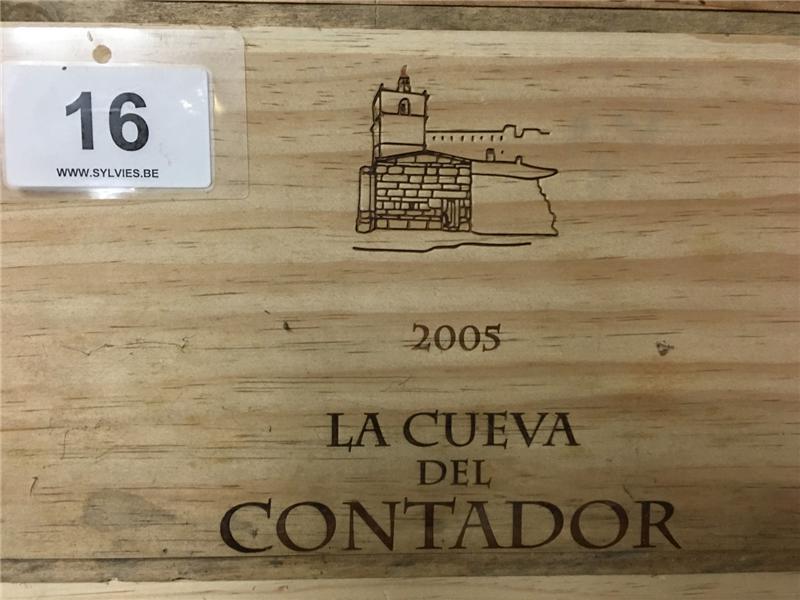 16
WWW.SYLVIES.BE
2005
LA CUEVA
DEL
CONTADOR